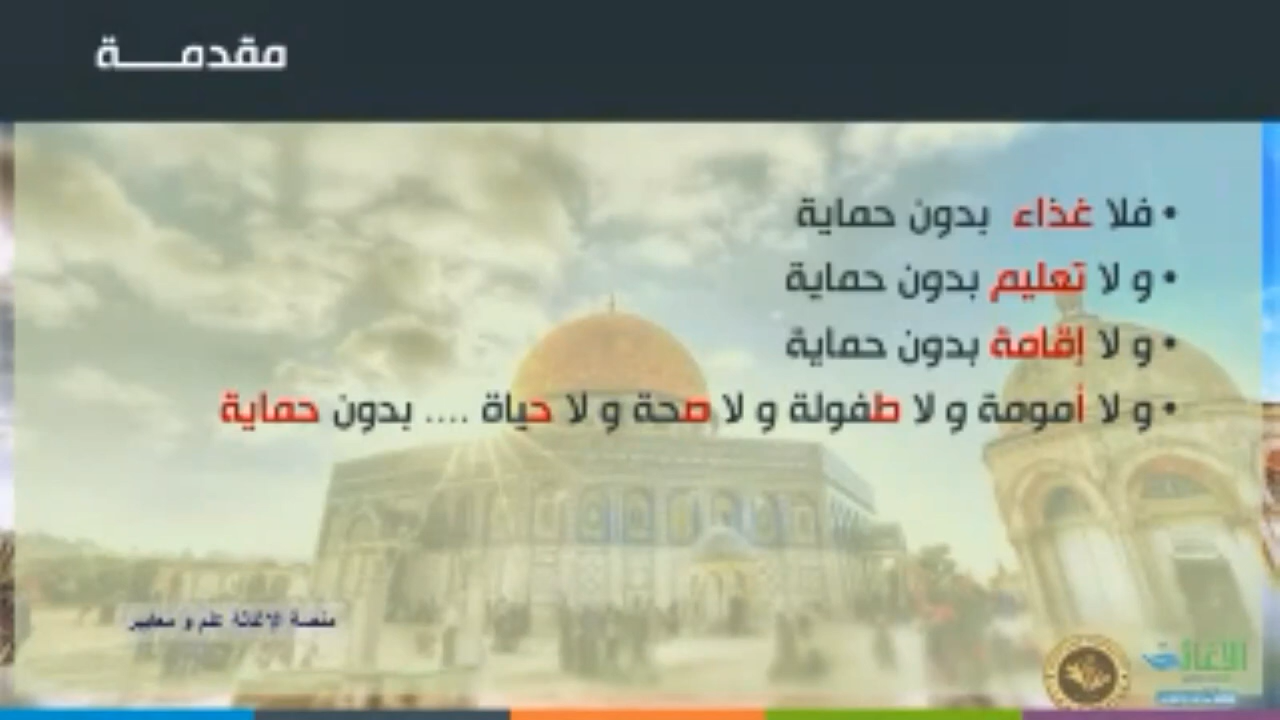 مقدمـــــة
• فلا غذاء بدون حماية
• و لا تعليم بدون حماية
• و لا إقامة بدون حماية
• و لا أمومة و لا طفولة و لا صحة و لا حياة .... بدون حماية
منصة الإغاثة علم و معايير
الإغاثة